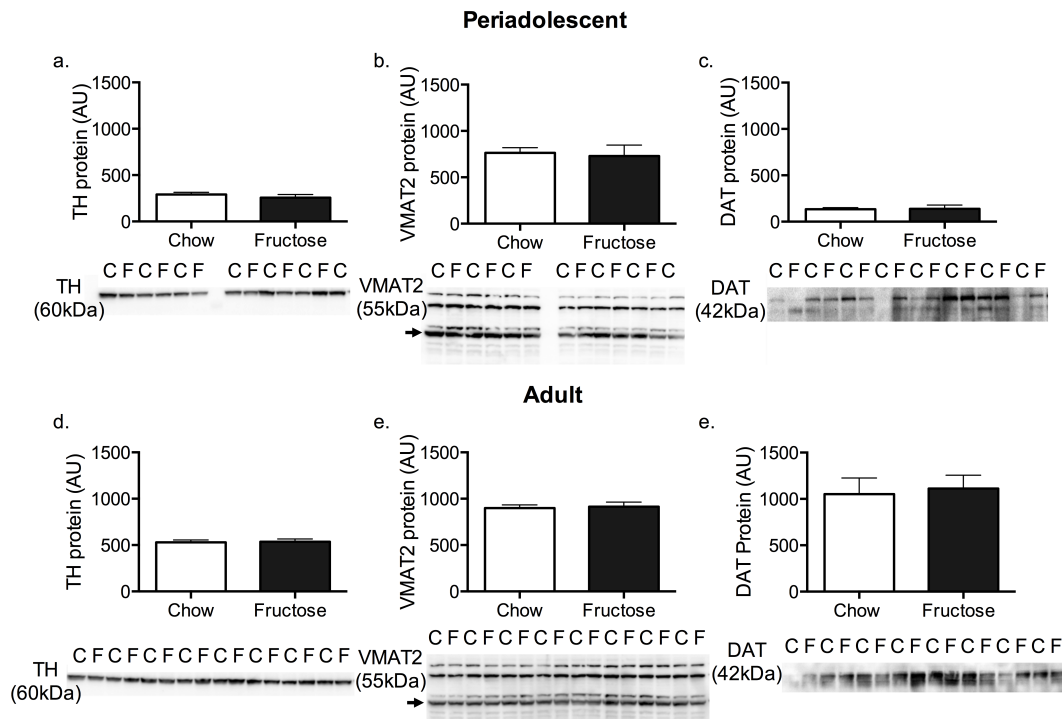 Periadolescent
a.
b.
c.
TH protein (AU)
1500
1000
500
0
Chow Fructose
VMAT2 protein (AU)
1500
1000
500
0
Chow Fructose
DAT protein (AU)
1500
1000
500
0
Chow Fructose
TH
(60kDa)
C F C F C F C F C F C F C
VMAT2
(55kDa)
C F C F C F C F C F C F C
DAT
(42kDa)
C F C F C F C F C F C F C F C F
Adult
d.
e.
e.
TH protein (AU)
1500
1000
500
0
Chow Fructose
VMAT2 protein (AU)
1500
1000
500
0
Chow Fructose
DAT Protein (AU)
1500
1000
500
0
Chow Fructose
TH
(60kDa)
C F C F C F C F C F C F C F C F
VMAT2
(55kDa)
C F C F C F C F C F C F C F C F
DAT
(42kDa)
C F C F C F C F C F C F C F C F